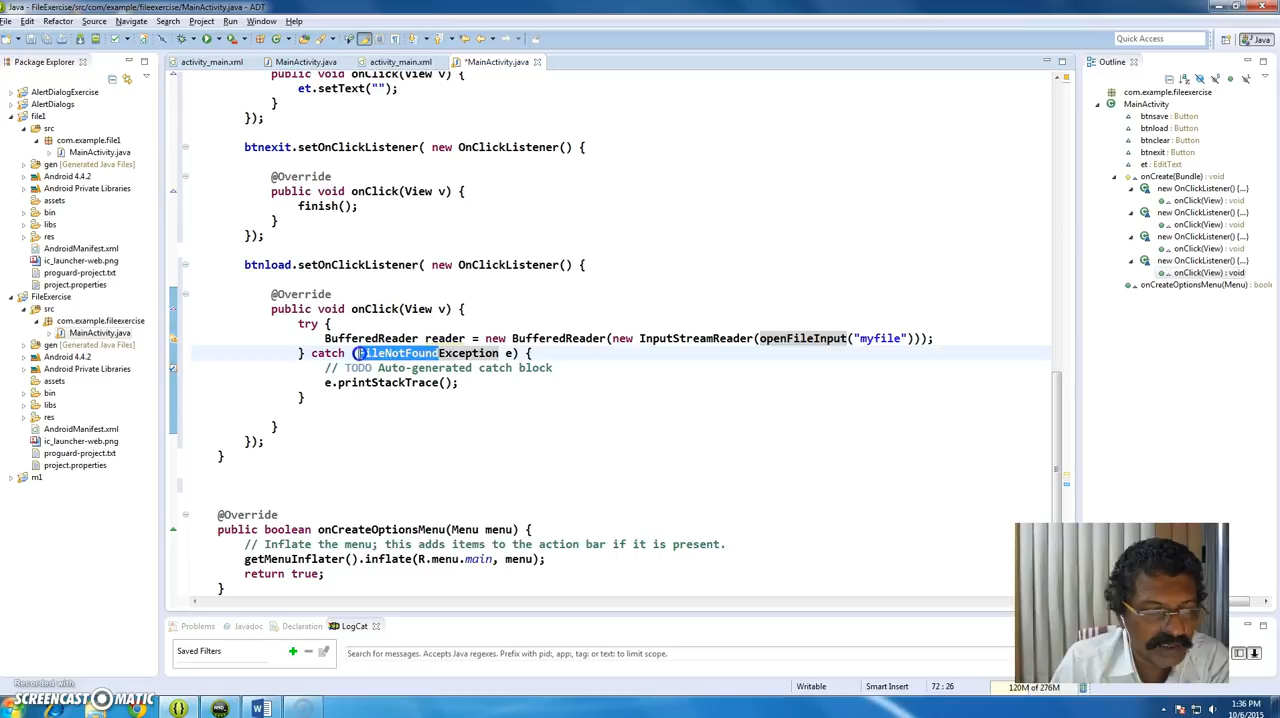 Java - FileExercise/src/com/example/fileexercise/MainActivity.java - ADT
File Edit Refactor Source Navigate Search Project Run Window Help
Quick Access
Java
Package Explorer
activity_main.xml
MainActivity.java
activity_main.xml
*MainActivity.java
Outline
AlertDialogExercise
AlertDialogs
file1
src
com.example.file1
MainActivity.java
gen [Generated Java Files]
Android 4.4.2
Android Private Libraries
assets
bin
libs
res
AndroidManifest.xml
ic_launcher-web.png
proguard-project.txt
project.properties
FileExercise
src
com.example.fileexercise
MainActivity.java
gen [Generated Java Files]
Android 4.4.2
Android Private Libraries
assets
bin
libs
res
AndroidManifest.xml
ic_launcher-web.png
proguard-project.txt
project.properties
m1
public void onClick(View v) {
et.setText("");
}
});
btnexit.setOnClickListener( new OnClickListener() {
@Override
public void onClick(View v) {
finish();
}
});
btnload.setOnClickListener( new OnClickListener() {
@Override
public void onClick(View v) {
try {
BufferedReader reader = new BufferedReader(new InputStreamReader(openFileInput("myfile")));
} catch (FileNotFoundException e) {
// TODO Auto-generated catch block
e.printStackTrace();
}
}
});
}
@Override
public boolean onCreateOptionsMenu(Menu menu) {
// Inflate the menu; this adds items to the action bar if it is present.
getMenuInflater().inflate(R.menu.main, menu);
return true;
}
com.example.fileexercise
MainActivity
btnsave : Button
btnload : Button
btnclear : Button
btnexit : Button
et : EditText
onCreate(Bundle) : void
new OnClickListener() {...}
onClick(View) : void
new OnClickListener() {...}
onClick(View) : void
new OnClickListener() {...}
onClick(View) : void
new OnClickListener() {...}
onClick(View) : void
onCreateOptionsMenu(Menu) : boole
Problems
Javadoc
Declaration
LogCat
Saved Filters
Search for messages. Accepts Java regexes. Prefix with pid:, app:, tag: or text: to limit scope.
Writable
Smart Insert
72 : 26
120M of 276M
SCREENCAST-O-MATIC
1:36 PM
10/6/2015